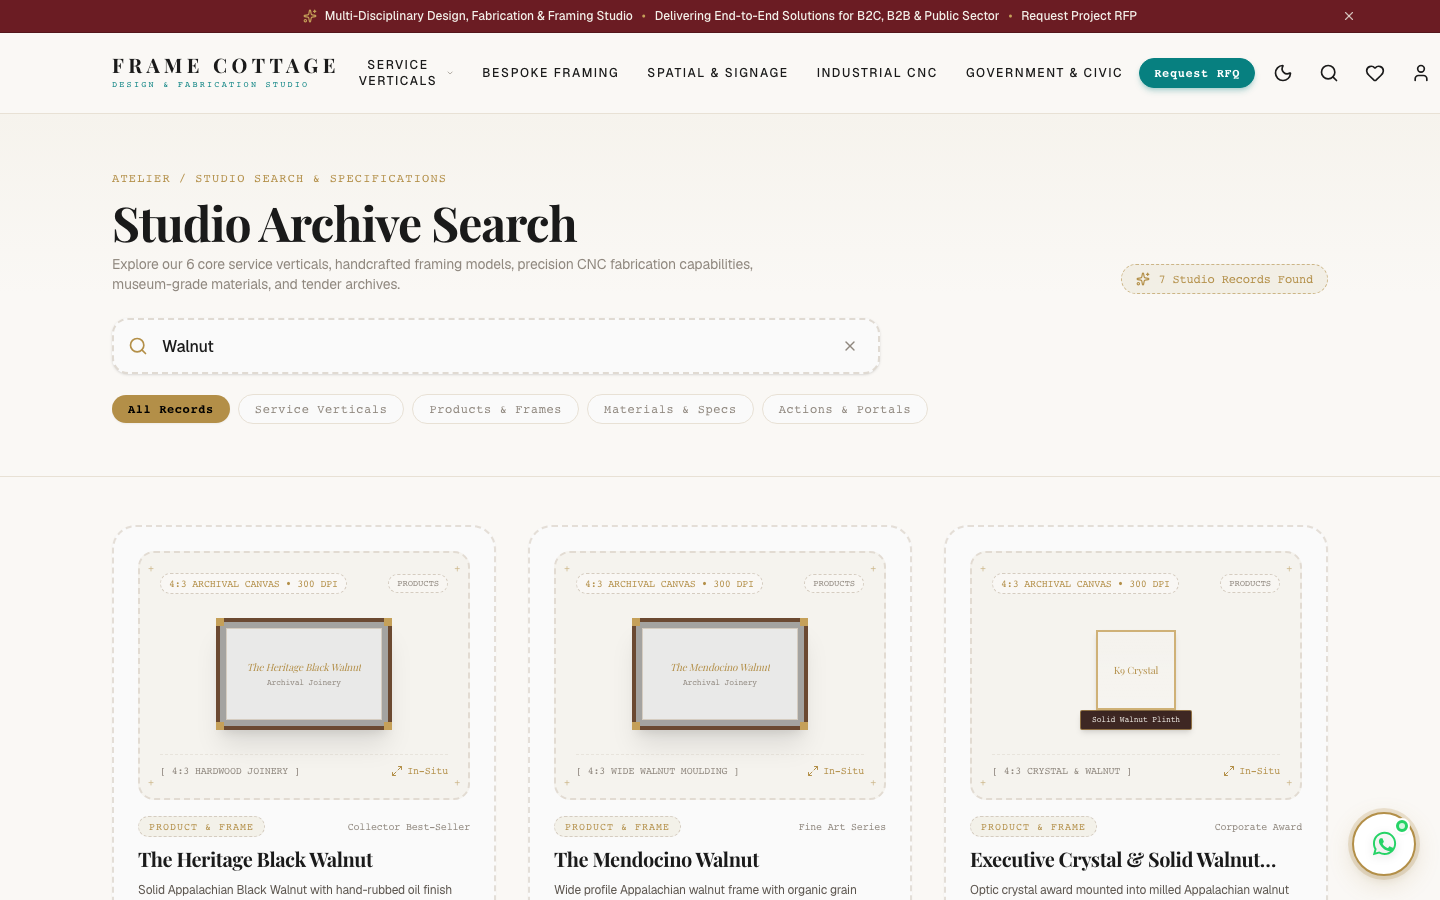 Multi-Disciplinary Design, Fabrication & Framing Studio • Delivering End-to-End Solutions for B2C, B2B & Public Sector • Request Project RFP
FRAME COTTAGE
DESIGN & FABRICATION STUDIO
SERVICE
VERTICALS
BESPOKE FRAMING
SPATIAL & SIGNAGE
INDUSTRIAL CNC
GOVERNMENT & CIVIC
Request RFQ
ATELIER / STUDIO SEARCH & SPECIFICATIONS
Studio Archive Search
Explore our 6 core service verticals, handcrafted framing models, precision CNC fabrication capabilities,
museum-grade materials, and tender archives.
7 Studio Records Found
Walnut
All Records
Service Verticals
Products & Frames
Materials & Specs
Actions & Portals
4:3 ARCHIVAL CANVAS • 300 DPI
PRODUCTS
The Heritage Black Walnut
Archival Joinery
[ 4:3 HARDWOOD JOINERY ]
In-Situ
PRODUCT & FRAME
Collector Best-Seller
The Heritage Black Walnut
Solid Appalachian Black Walnut with hand-rubbed oil finish
4:3 ARCHIVAL CANVAS • 300 DPI
PRODUCTS
The Mendocino Walnut
Archival Joinery
[ 4:3 WIDE WALNUT MOULDING ]
In-Situ
PRODUCT & FRAME
Fine Art Series
The Mendocino Walnut
Wide profile Appalachian walnut frame with organic grain
4:3 ARCHIVAL CANVAS • 300 DPI
PRODUCTS
K9 Crystal
Solid Walnut Plinth
[ 4:3 CRYSTAL & WALNUT ]
In-Situ
PRODUCT & FRAME
Corporate Award
Executive Crystal & Solid Walnut...
Optic crystal award mounted into milled Appalachian walnut